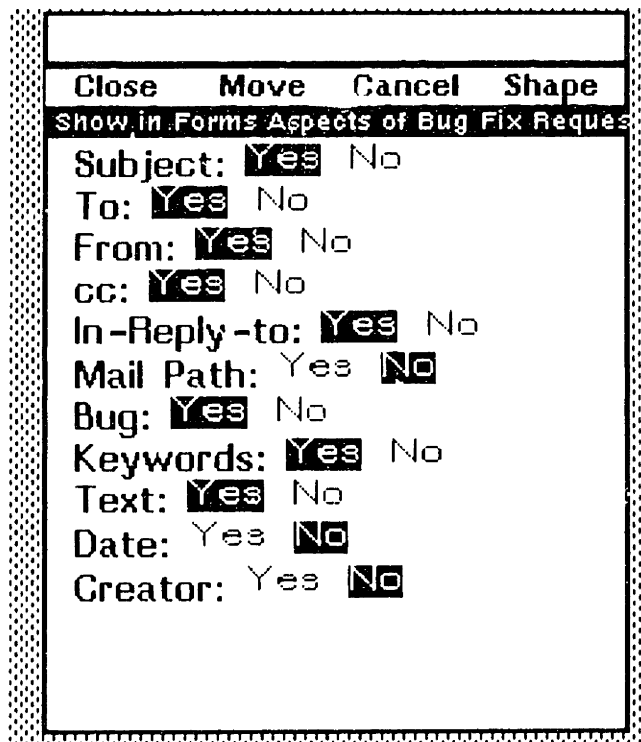 Close Move Cancel Shape
Show in Forms Aspects of Bug Fix Reques
Subject: Yes No
To: Yes No
From: Yes No
cc: Yes No
In-Reply-to: Yes No
Mail Path: Yes No
Bug: Yes No
Keywords: Yes No
Text: Yes No
Date: Yes No
Creator: Yes No